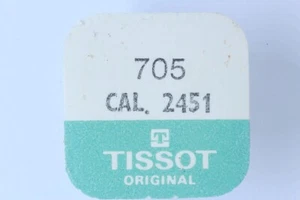 705
CAL. 2451
TISSOT
ORIGINAL